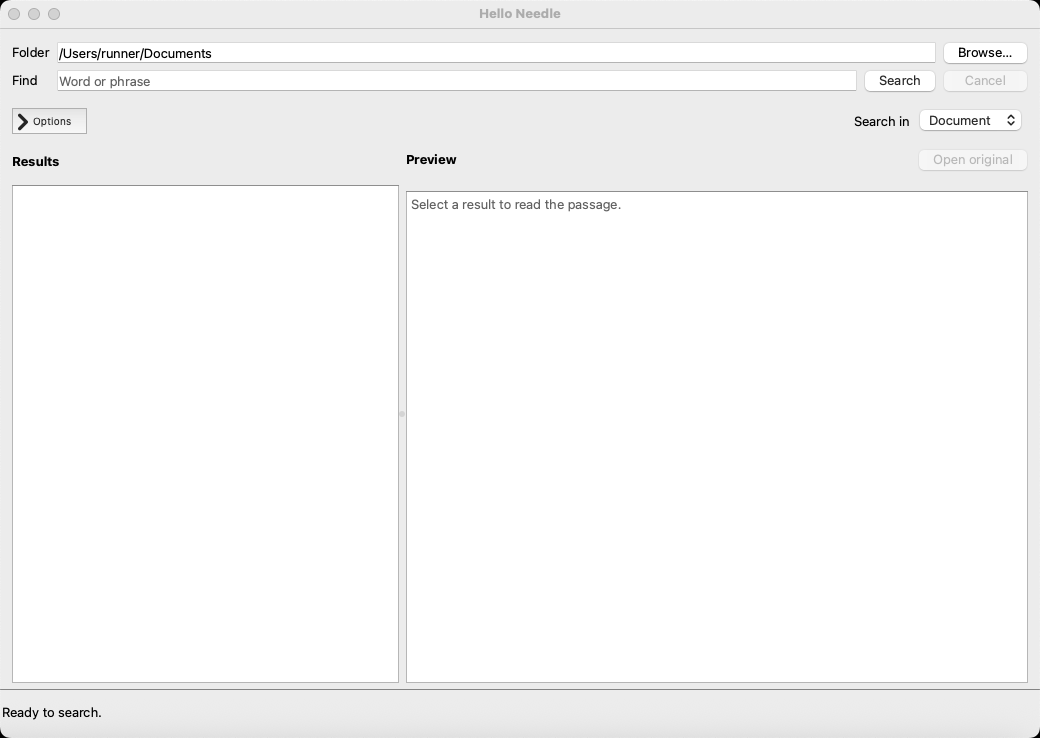 Hello Needle
Folder /Users/runner/Documents Browse...
Find Word or phrase Search Cancel
Options Search in Document
Results Preview Open original
Select a result to read the passage.
Ready to search.